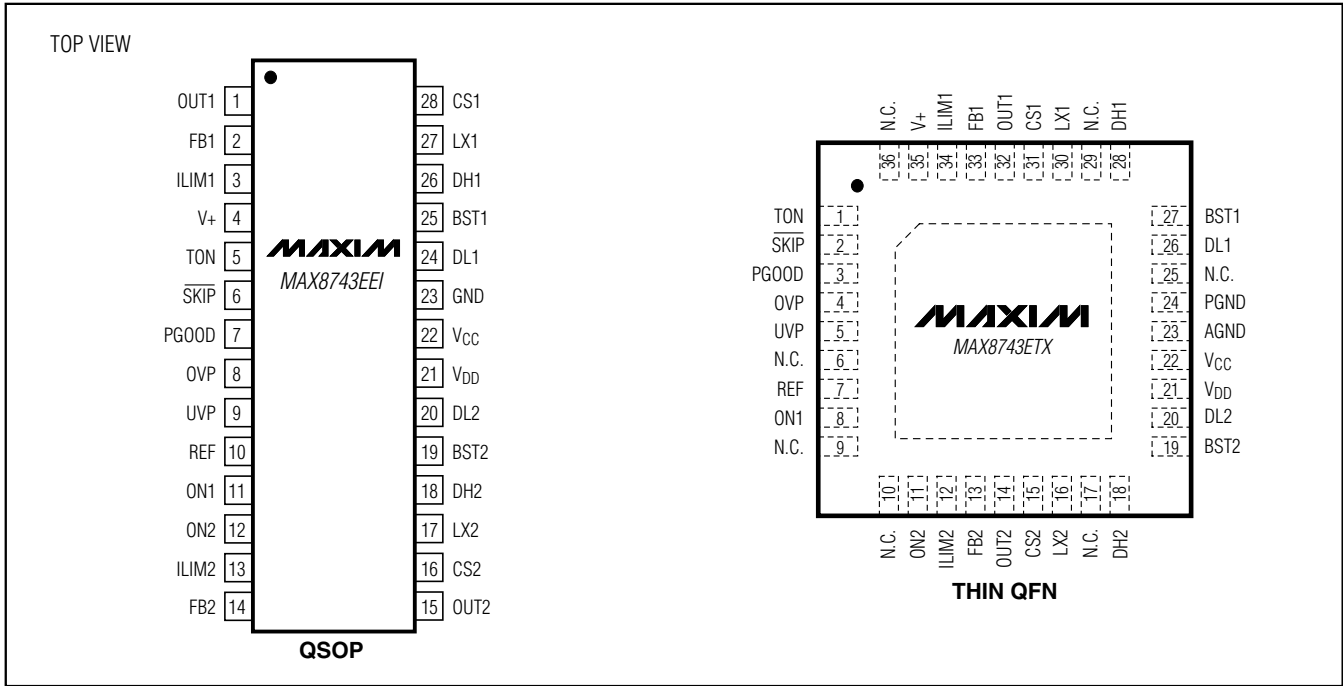 TOP VIEW
OUT1 1
FB1 2
ILIM1 3
V+ 4
TON 5
SKIP 6
PGOOD 7
OVP 8
UVP 9
REF 10
ON1 11
ON2 12
ILIM2 13
FB2 14
MAXIM
MAX8743EEI
28 CS1
27 LX1
26 DH1
25 BST1
24 DL1
23 GND
22 VCC
21 VDD
20 DL2
19 BST2
18 DH2
17 LX2
16 CS2
15 OUT2
QSOP
N.C. V+ ILIM1 FB1 OUT1 CS1 LX1 N.C. DH1
36 35 34 33 32 31 30 29 28
TON 1
SKIP 2
PGOOD 3
OVP 4
UVP 5
N.C. 6
REF 7
ON1 8
N.C. 9
MAXIM
MAX8743ETX
27 BST1
26 DL1
25 N.C.
24 PGND
23 AGND
22 VCC
21 VDD
20 DL2
19 BST2
10 11 12 13 14 15 16 17 18
N.C. ON2 ILIM2 FB2 OUT2 CS2 LX2 N.C. DH2
THIN QFN